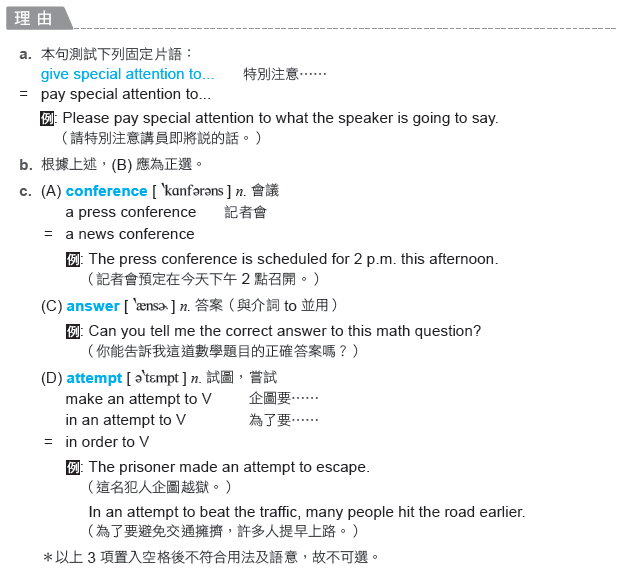 理由
a. 本句測試下列固定片語：
give special attention to... 特別注意……
= pay special attention to...
例: Please pay special attention to what the speaker is going to say.
（請特別注意講員即將說的話。）
b. 根據上述，(B) 應為正選。
c. (A) conference [ ˋkɑnfərəns ] n. 會議
a press conference 記者會
= a news conference
例: The press conference is scheduled for 2 p.m. this afternoon.
（記者會預定在今天下午 2 點召開。）
(C) answer [ ˋænsɚ ] n. 答案（與介詞 to 並用）
例: Can you tell me the correct answer to this math question?
（你能告訴我這道數學題目的正確答案嗎？）
(D) attempt [ əˋtɛmpt ] n. 試圖，嘗試
make an attempt to V 企圖要……
in an attempt to V 為了要……
= in order to V
例: The prisoner made an attempt to escape.
（這名犯人企圖越獄。）
In an attempt to beat the traffic, many people hit the road earlier.
（為了要避免交通擁擠，許多人提早上路。）
＊以上 3 項置入空格後不符合用法及語意，故不可選。